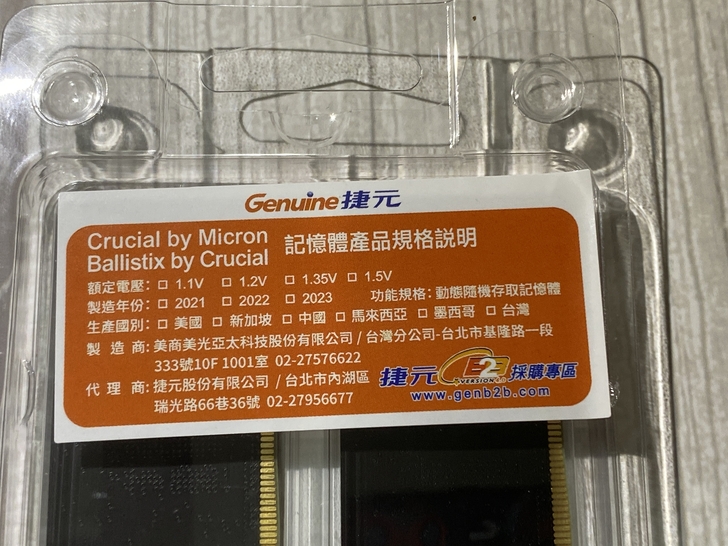 Genuine捷元
Crucial by Micron
Ballistix by Crucial
記憶體產品規格説明
額定電壓: □ 1.1V □ 1.2V □ 1.35V □ 1.5V
製造年份: □ 2021 □ 2022 □ 2023 功能規格: 動態隨機存取記憶體
生產國別: □ 美國 □ 新加坡 □ 中國 □ 馬來西亞 □ 墨西哥 □ 台灣
製 造 商: 美商美光亞太科技股份有限公司 / 台灣分公司-台北市基隆路一段
333號10F 1001室 02-27576622
代 理 商: 捷元股份有限公司 / 台北市內湖區
瑞光路66巷36號 02-27956677
捷元 B2B VERSION 採購專區
www.genb2b.com